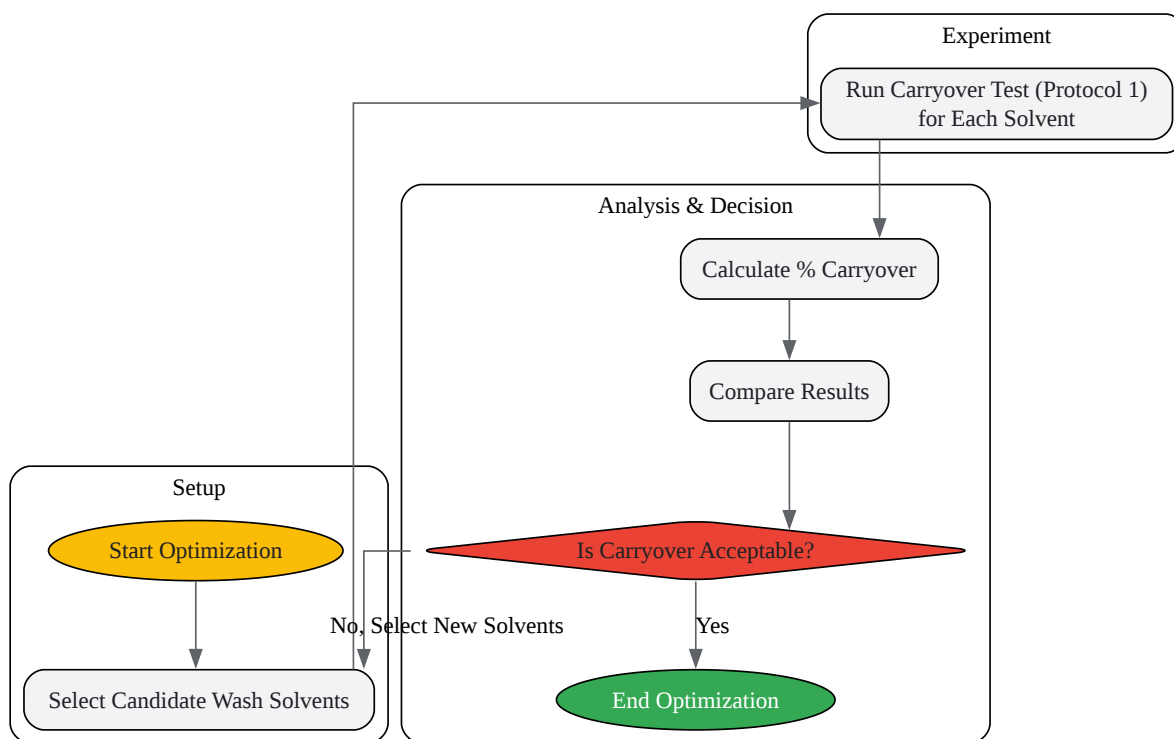 Experiment
Run Carryover Test (Protocol 1)
for Each Solvent
Analysis & Decision
Calculate % Carryover
Compare Results
Setup
Start Optimization
Is Carryover Acceptable?
No, Select New Solvents
Yes
Select Candidate Wash Solvents
End Optimization